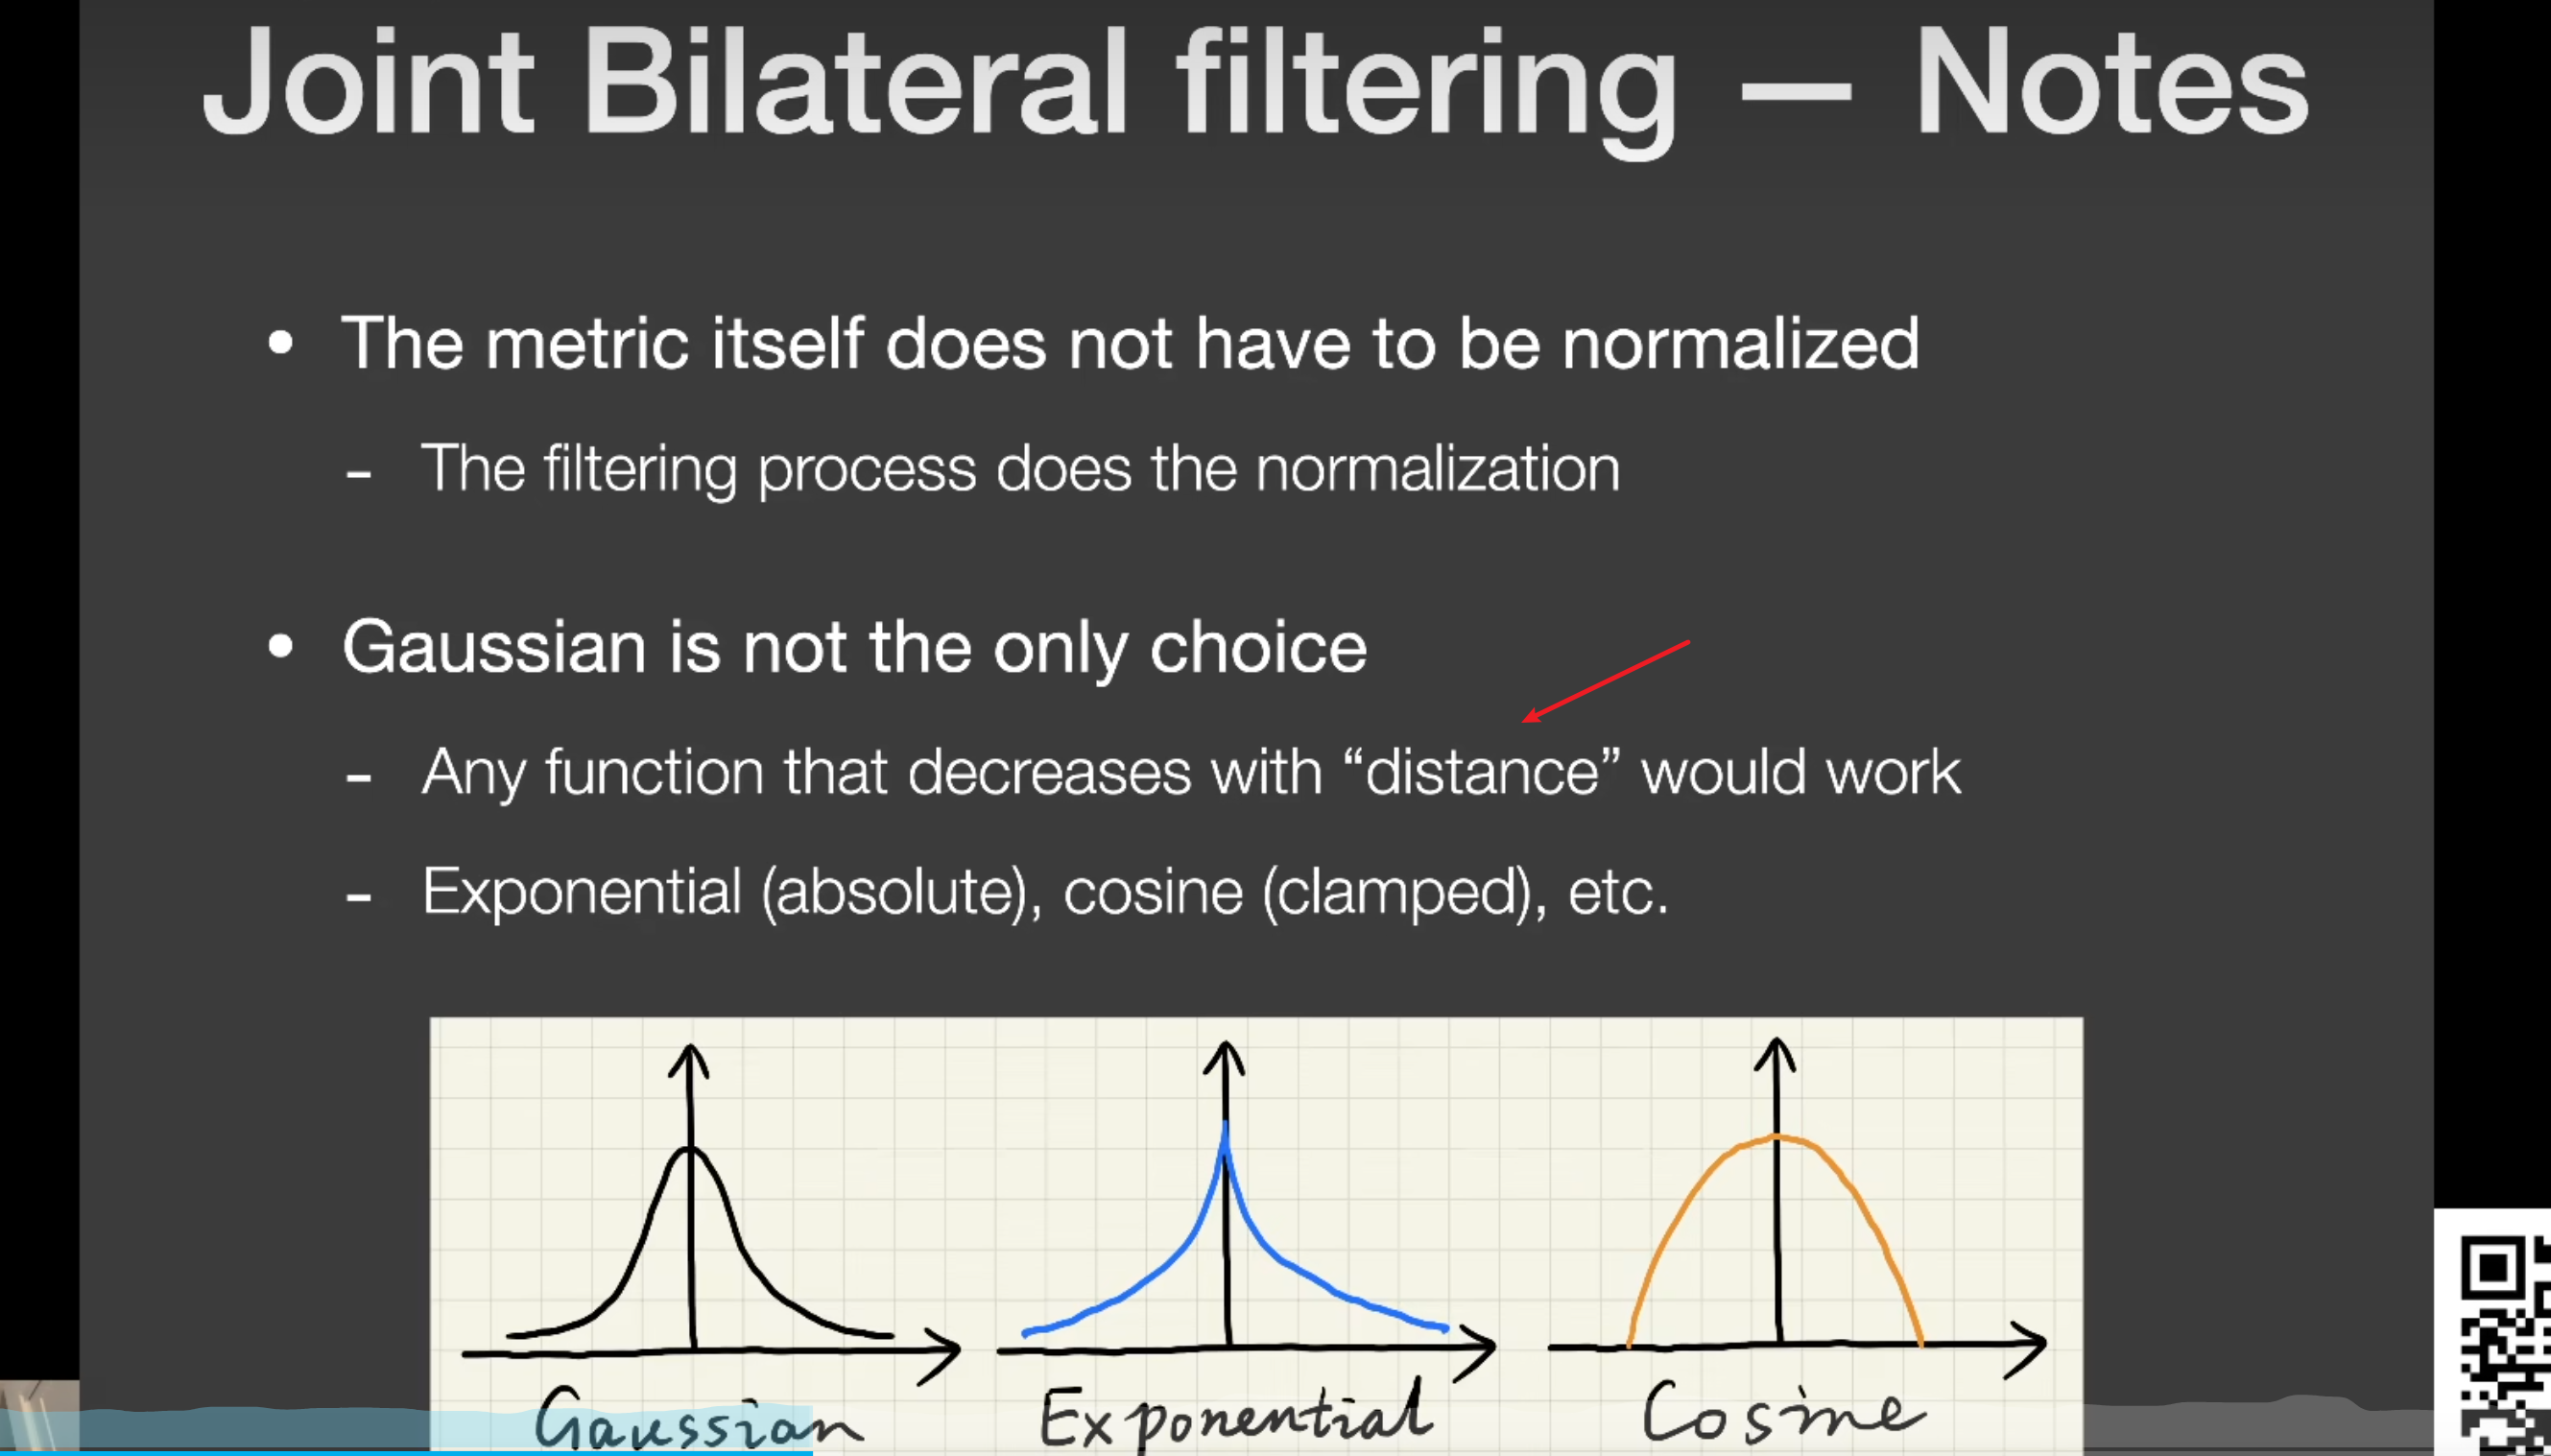 Joint Bilateral filtering — Notes
• The metric itself does not have to be normalized
- The filtering process does the normalization
• Gaussian is not the only choice
- Any function that decreases with “distance” would work
- Exponential (absolute), cosine (clamped), etc.
Gaussian Exponential Cosine